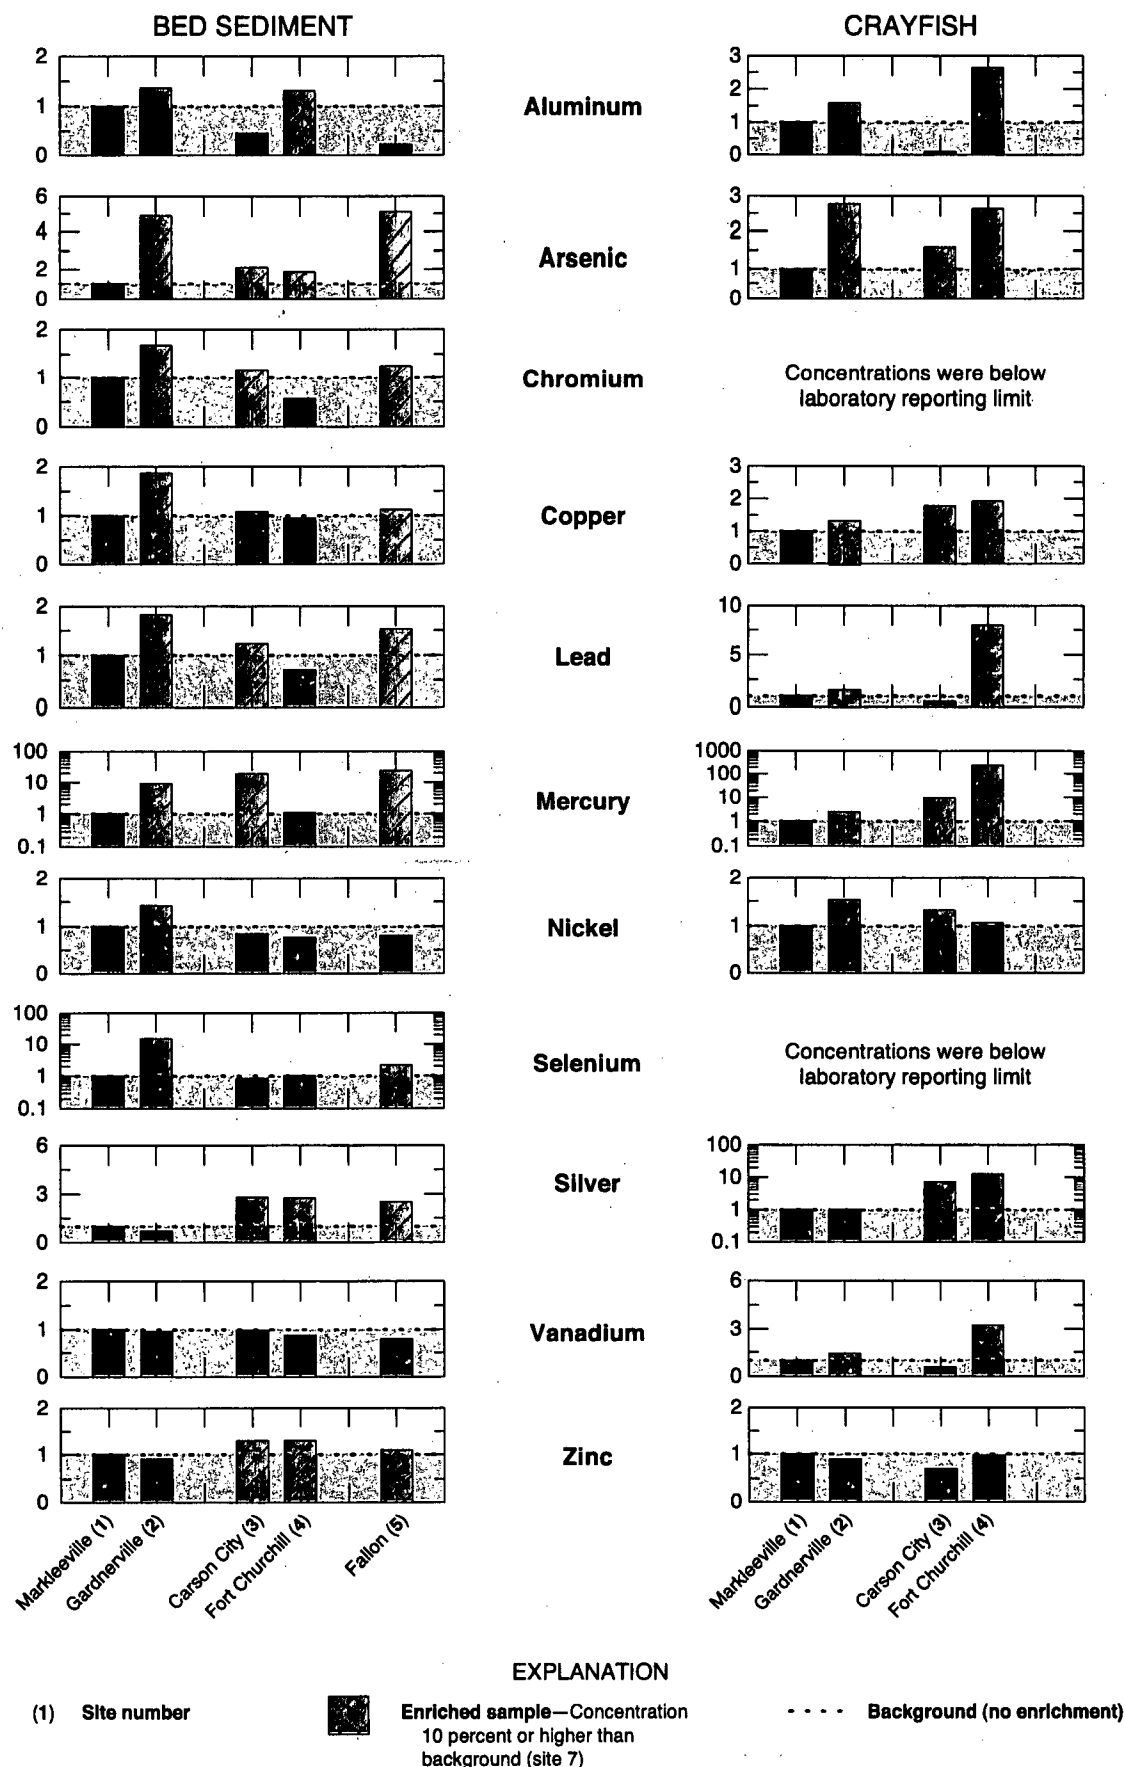 BED SEDIMENT
CRAYFISH
2
1
0
Aluminum
3
2
1
0
6
4
2
0
Arsenic
3
2
1
0
2
1
0
Chromium
Concentrations were below
laboratory reporting limit
2
1
0
Copper
3
2
1
0
2
1
0
Lead
10
5
0
100
10
1
0.1
Mercury
1000
100
10
1
0.1
2
1
0
Nickel
2
1
0
100
10
1
0.1
Selenium
Concentrations were below
laboratory reporting limit
6
3
0
Silver
100
10
1
0.1
2
1
0
Vanadium
6
3
0
2
1
0
Zinc
2
1
0
Markleeville (1)
Gardnerville (2)
Carson City (3)
Fort Churchill (4)
Fallon (5)
Markleeville (1)
Gardnerville (2)
Carson City (3)
Fort Churchill (4)
EXPLANATION
(1) Site number
Enriched sample—Concentration
10 percent or higher than
background (site 7)
Background (no enrichment)